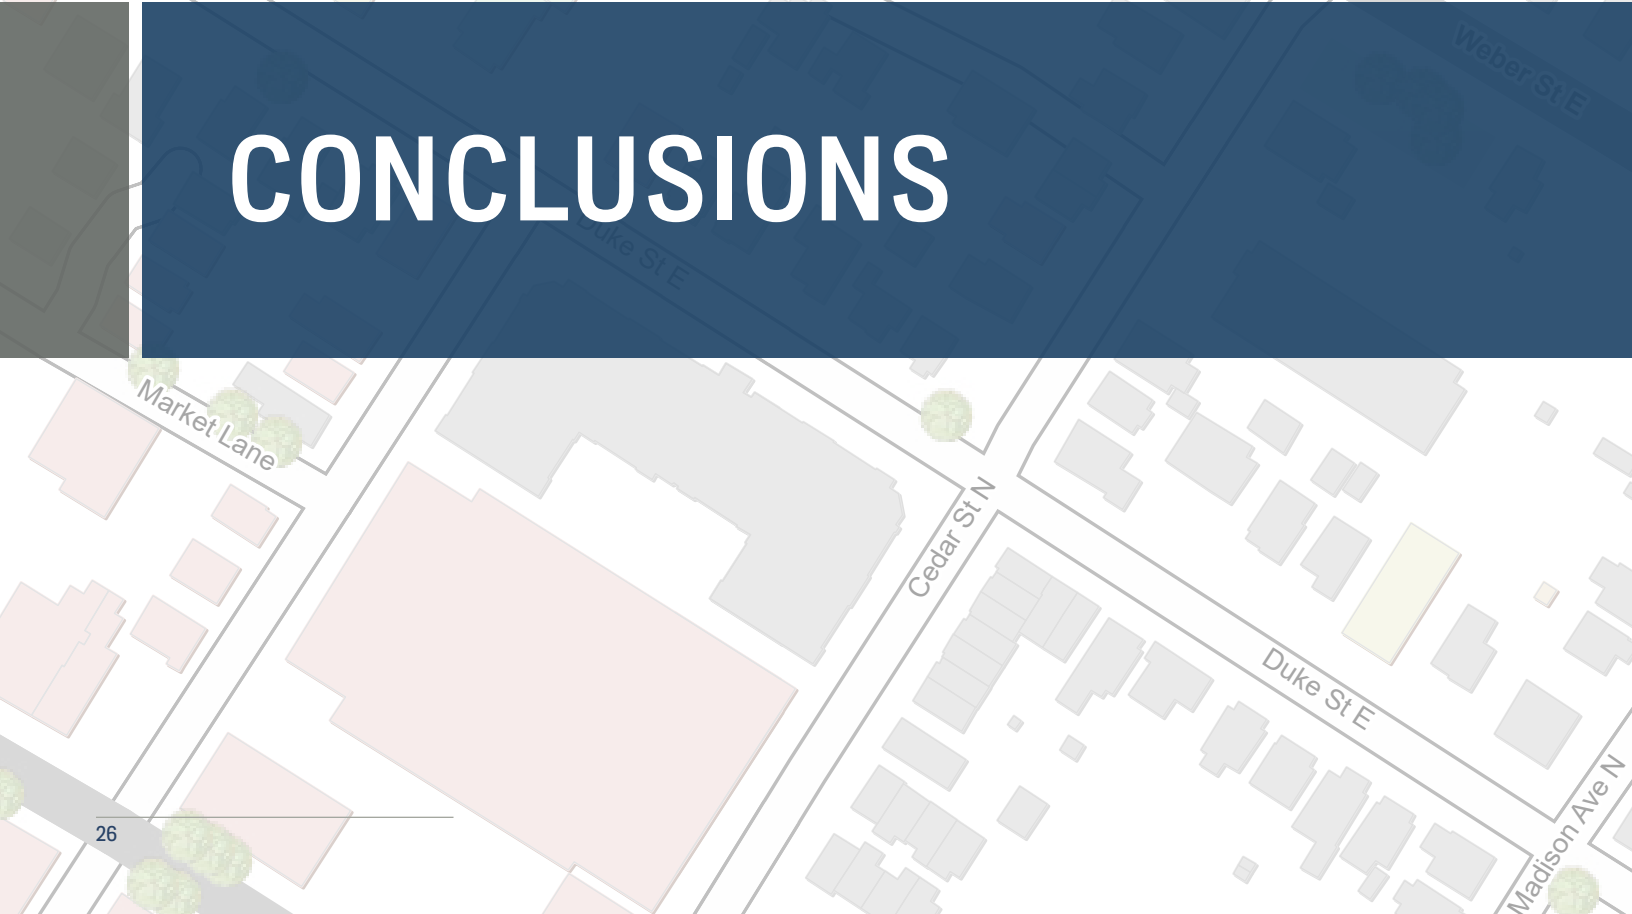 Weber St E
CONCLUSIONS
Duke St E
Market Lane
Cedar St N
Duke St E
Madison Ave N
26